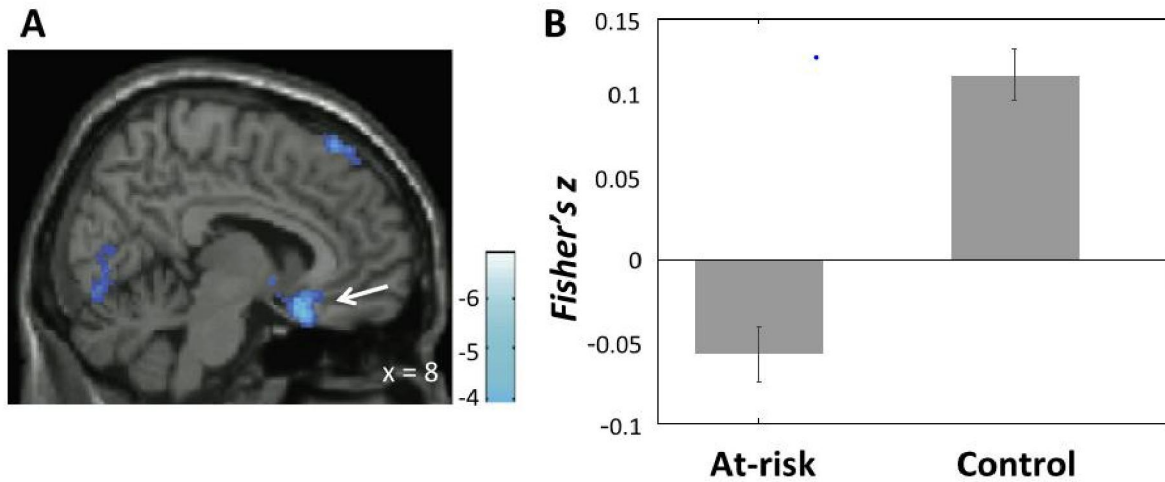 A
-6
-5
-4
x = 8
B
0.15
0.1
0.05
0
-0.05
-0.1
Fisher's z
At-risk
Control